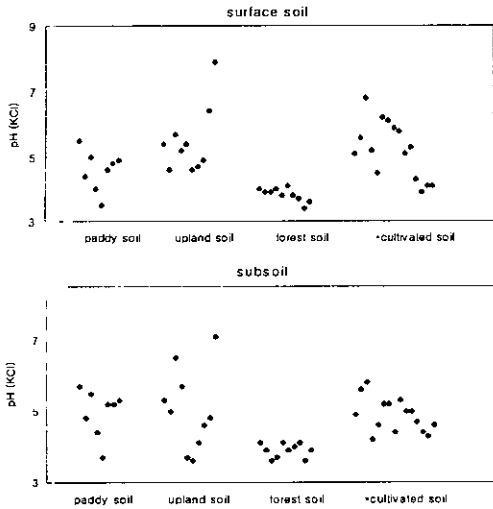 surface soil
9
7
5
3
pH (KCl)
paddy soil upland soil forest soil *cultivated soil
subsoil
7
5
3
pH (KCl)
paddy soil upland soil forest soil *cultivated soil